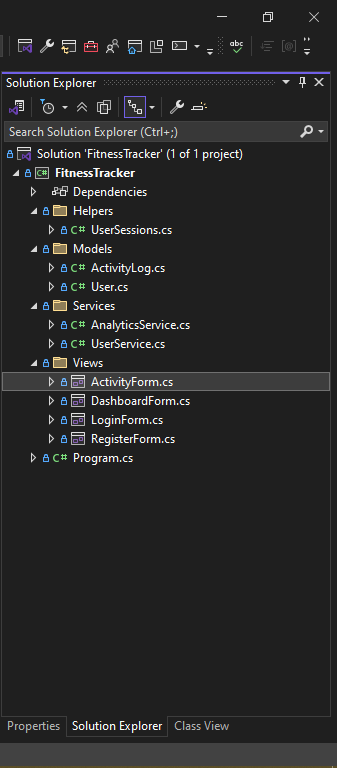 abc
Solution Explorer
Search Solution Explorer (Ctrl+;)
Solution 'FitnessTracker' (1 of 1 project)
C# FitnessTracker
Dependencies
Helpers
C# UserSessions.cs
Models
C# ActivityLog.cs
C# User.cs
Services
C# AnalyticsService.cs
C# UserService.cs
Views
ActivityForm.cs
DashboardForm.cs
LoginForm.cs
RegisterForm.cs
C# Program.cs
Properties Solution Explorer Class View